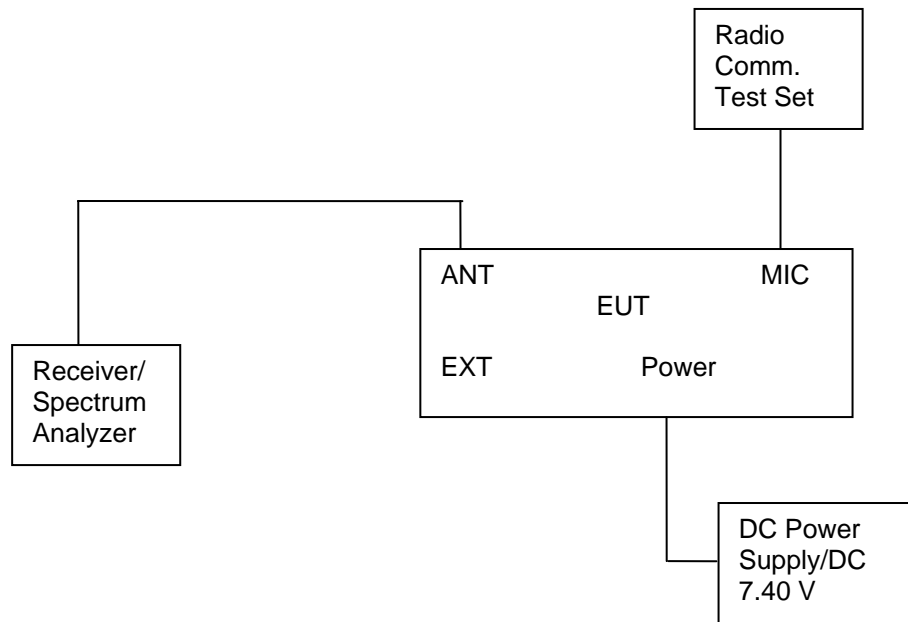 Radio
Comm.
Test Set
ANT
MIC
EUT
EXT
Power
Receiver/
Spectrum
Analyzer
DC Power
Supply/DC
7.40 V